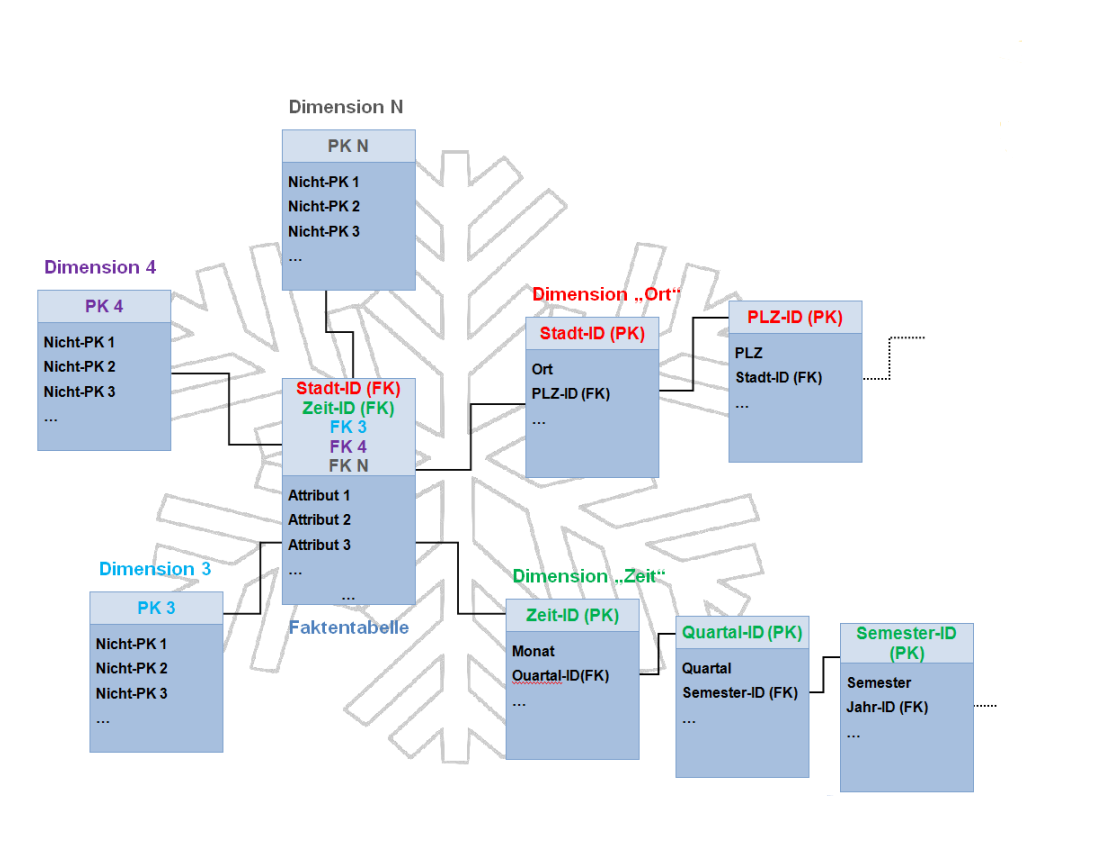 Dimension N
PK N
Nicht-PK 1
Nicht-PK 2
Nicht-PK 3
...
Dimension 4
PK 4
Nicht-PK 1
Nicht-PK 2
Nicht-PK 3
...
Stadt-ID (FK)
Zeit-ID (FK)
FK 3
FK 4
FK N
Attribut 1
Attribut 2
Attribut 3
...
...
Faktentabelle
Dimension „Ort“
Stadt-ID (PK)
Ort
PLZ-ID (FK)
...
PLZ-ID (PK)
PLZ
Stadt-ID (FK)
...
Dimension 3
PK 3
Nicht-PK 1
Nicht-PK 2
Nicht-PK 3
...
Dimension „Zeit“
Zeit-ID (PK)
Monat
Quartal-ID(FK)
...
Quartal-ID (PK)
Quartal
Semester-ID (FK)
...
Semester-ID
(PK)
Semester
Jahr-ID (FK)
...